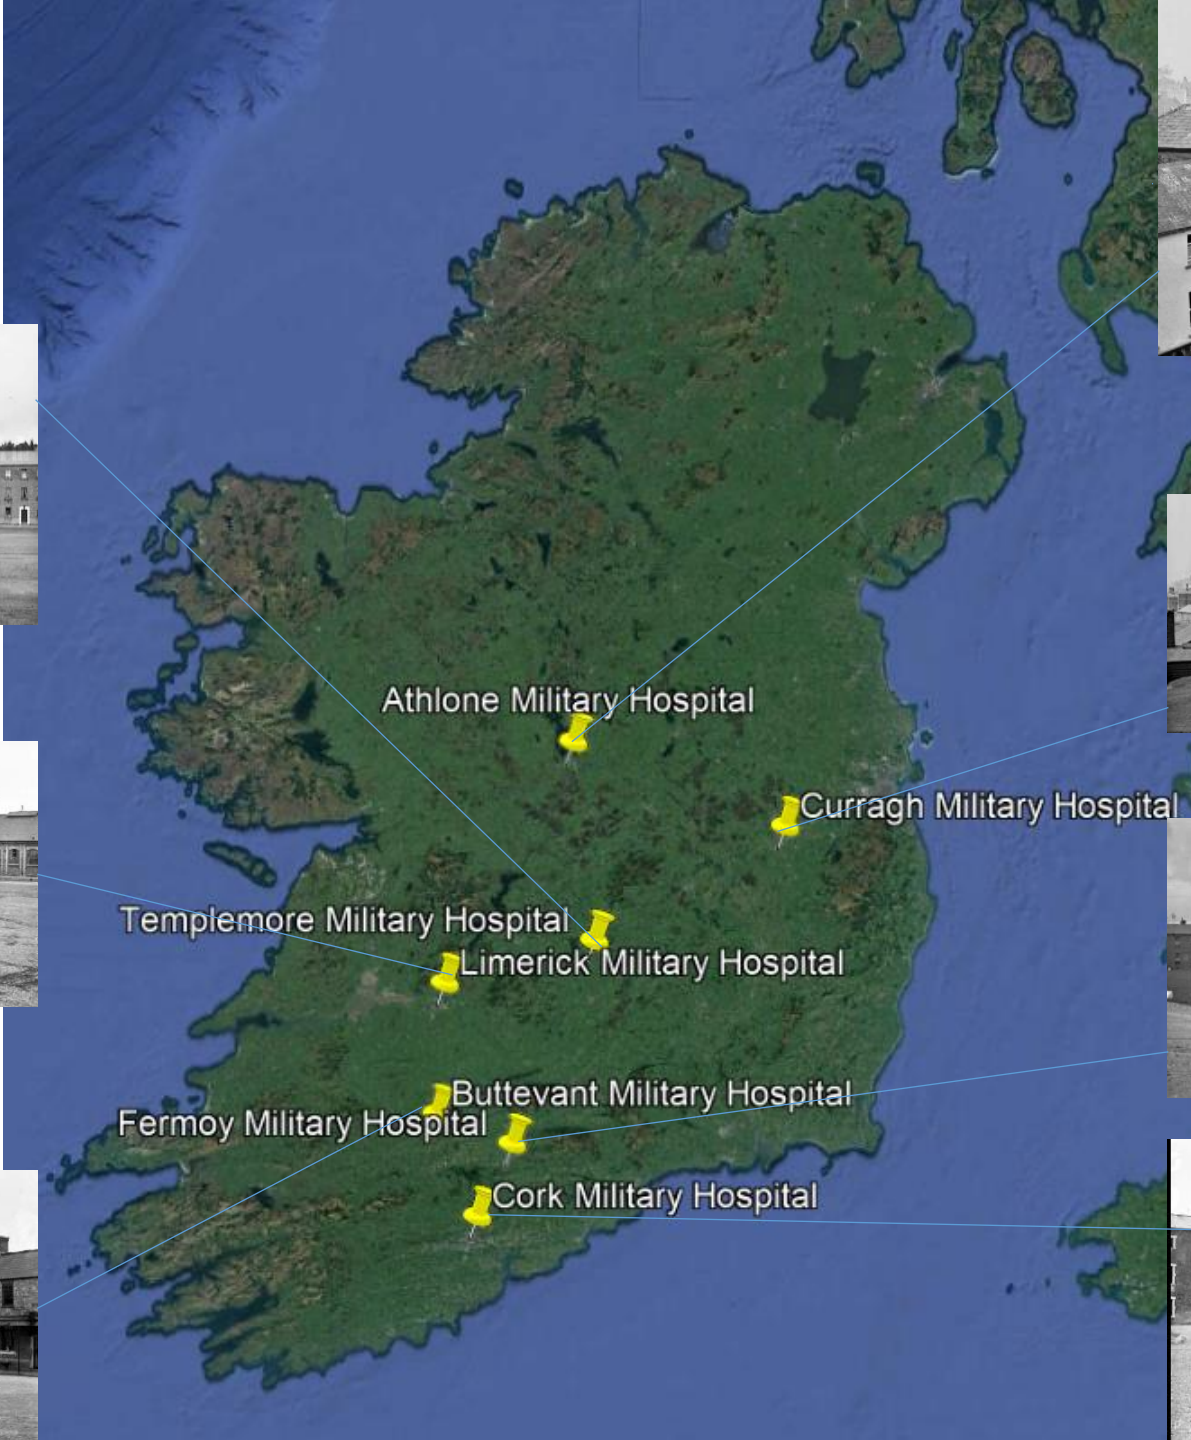 Athlone Military Hospital
Curragh Military Hospital
Templemore Military Hospital
Limerick Military Hospital
Buttevant Military Hospital
Fermoy Military Hospital
Cork Military Hospital